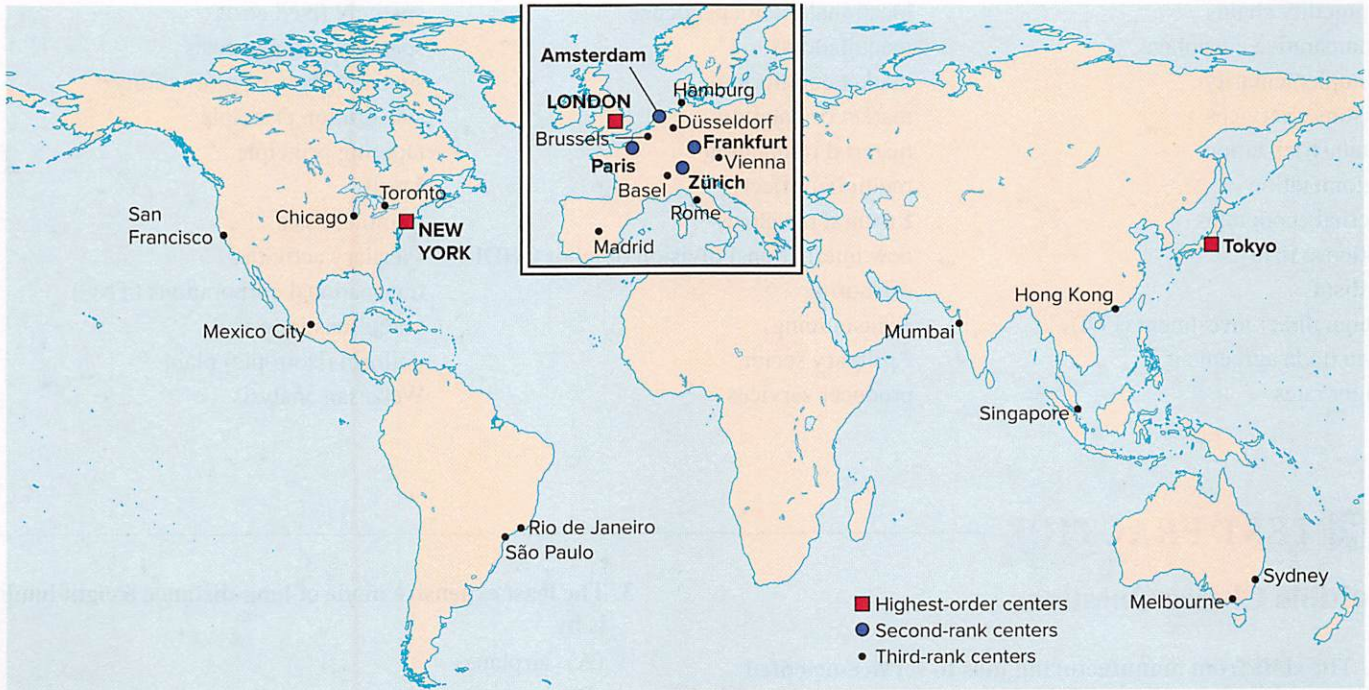 Amsterdam
LONDON
Hamburg
Düsseldorf
Brussels
Frankfurt
Paris
Vienna
Basel
Zürich
Rome
Madrid
San
Francisco
Chicago
Toronto
NEW
YORK
Mexico City
Rio de Janeiro
São Paulo
Tokyo
Hong Kong
Mumbai
Singapore
Sydney
Melbourne
Highest-order centers
Second-rank centers
Third-rank centers